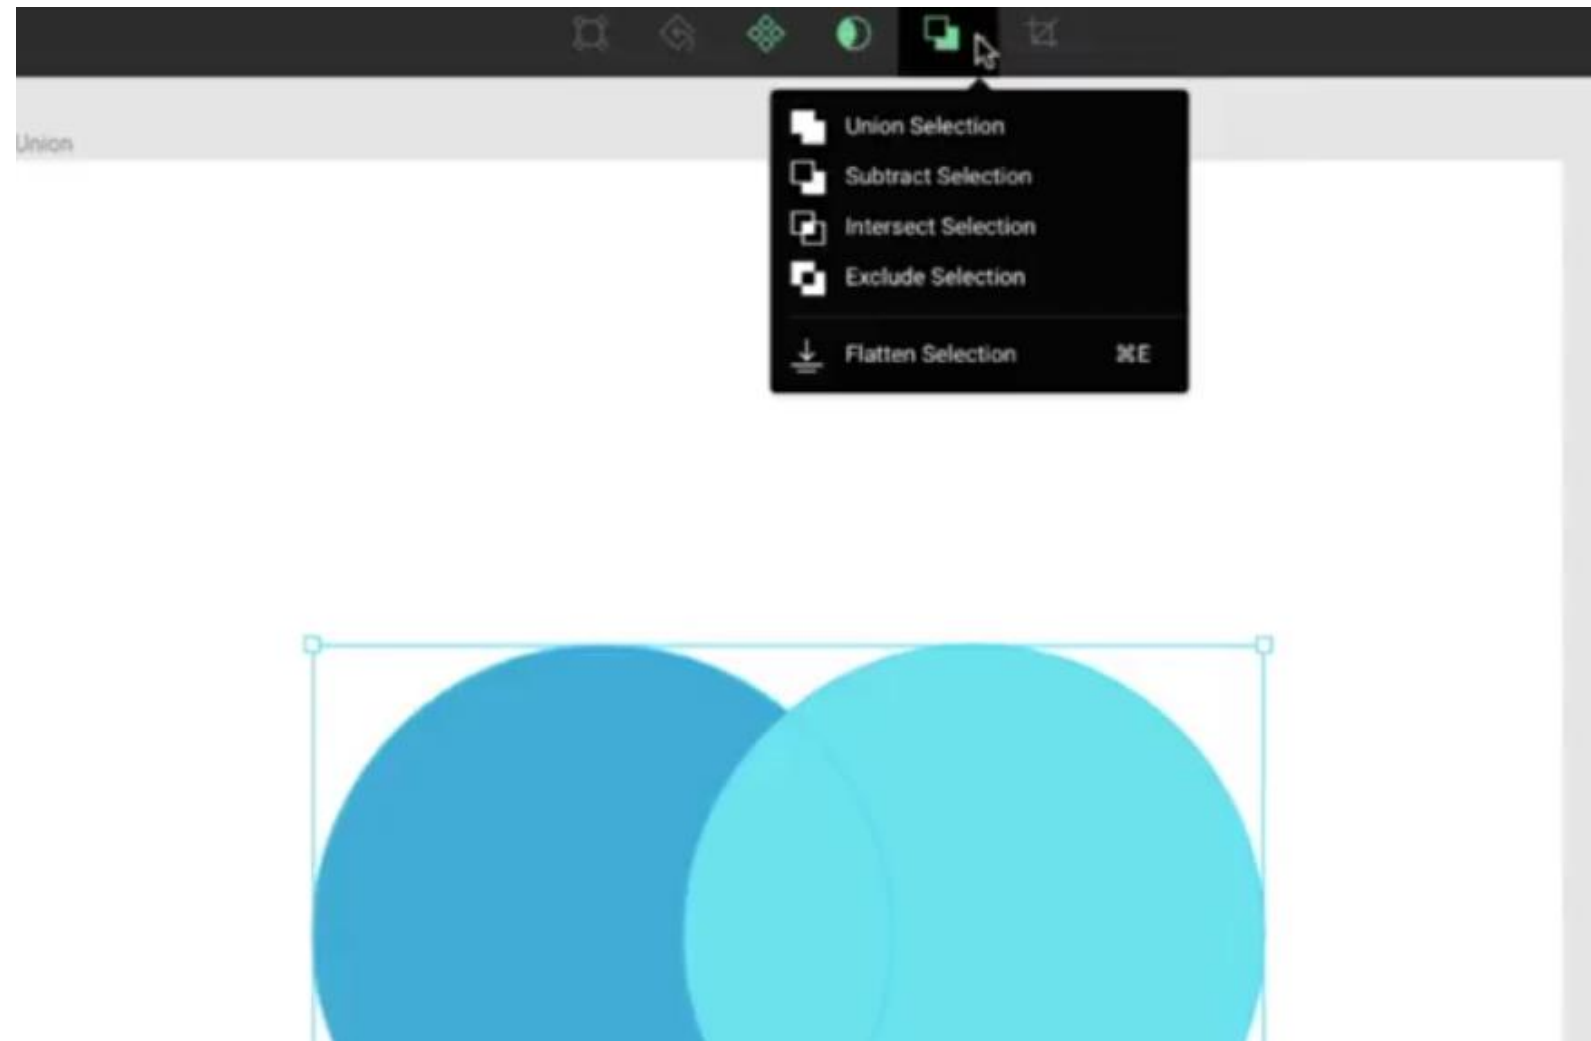 Union
Union Selection
Subtract Selection
Intersect Selection
Exclude Selection
Flatten Selection ⌘E